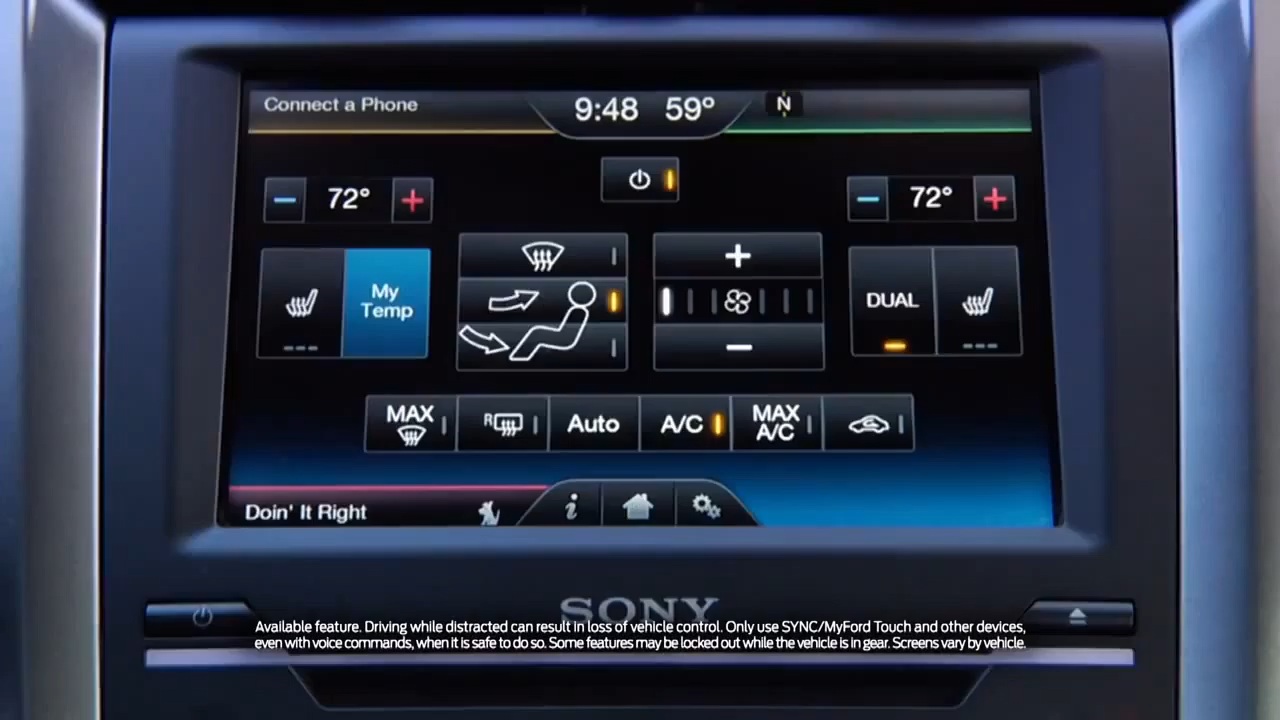 Connect a Phone
9:48 59° N
72°
72°
My
Temp
DUAL
MAX
R
Auto
A/C
MAX
A/C
Doin' It Right
i
SONY
Available feature. Driving while distracted can result in loss of vehicle control. Only use SYNC/MyFord Touch and other devices,
even with voice commands, when it is safe to do so. Some features may be locked out while the vehicle is in gear. Screens vary by vehicle.